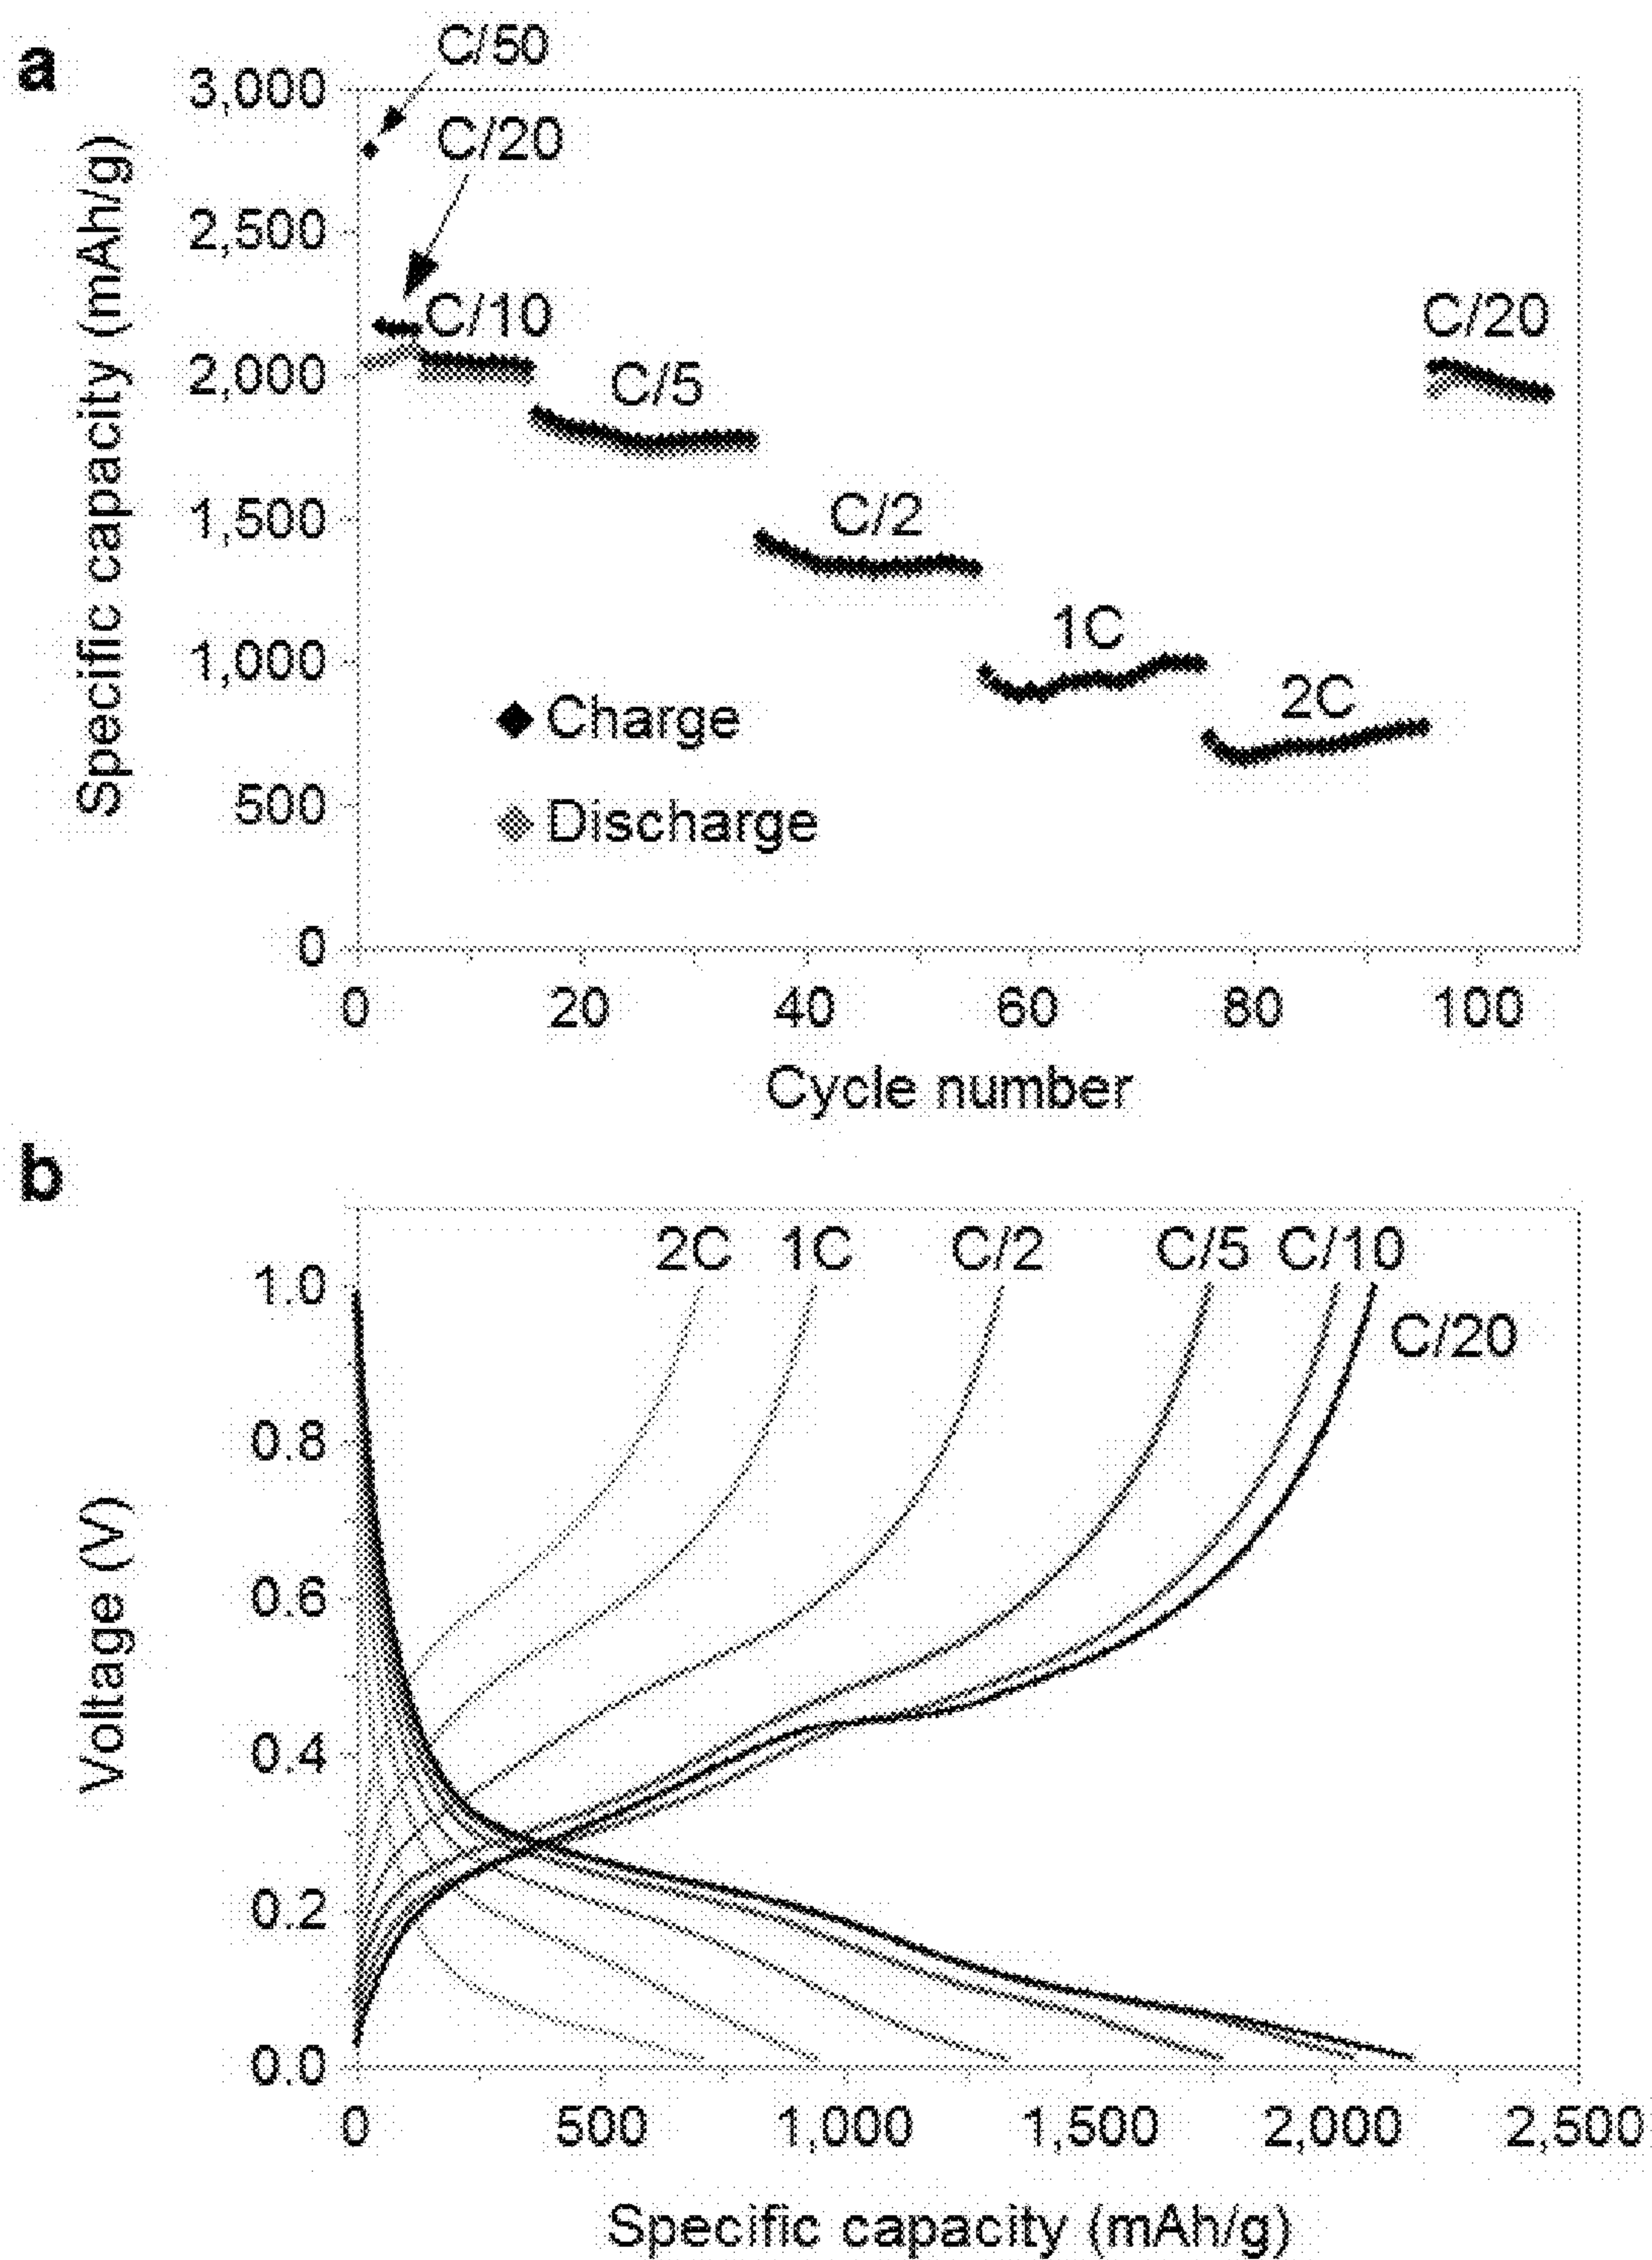 a
C/50
3,000
C/20
Specific capacity (mAh/g)
2,500
C/10
C/20
2,000
C/5
1,500
C/2
1,000
1C
2C
Charge
500
Discharge
0
0 20 40 60 80 100
Cycle number
b
2C 1C C/2 C/5 C/10
1.0
C/20
0.8
Voltage (V)
0.6
0.4
0.2
0.0
0 500 1,000 1,500 2,000 2,500
Specific capacity (mAh/g)